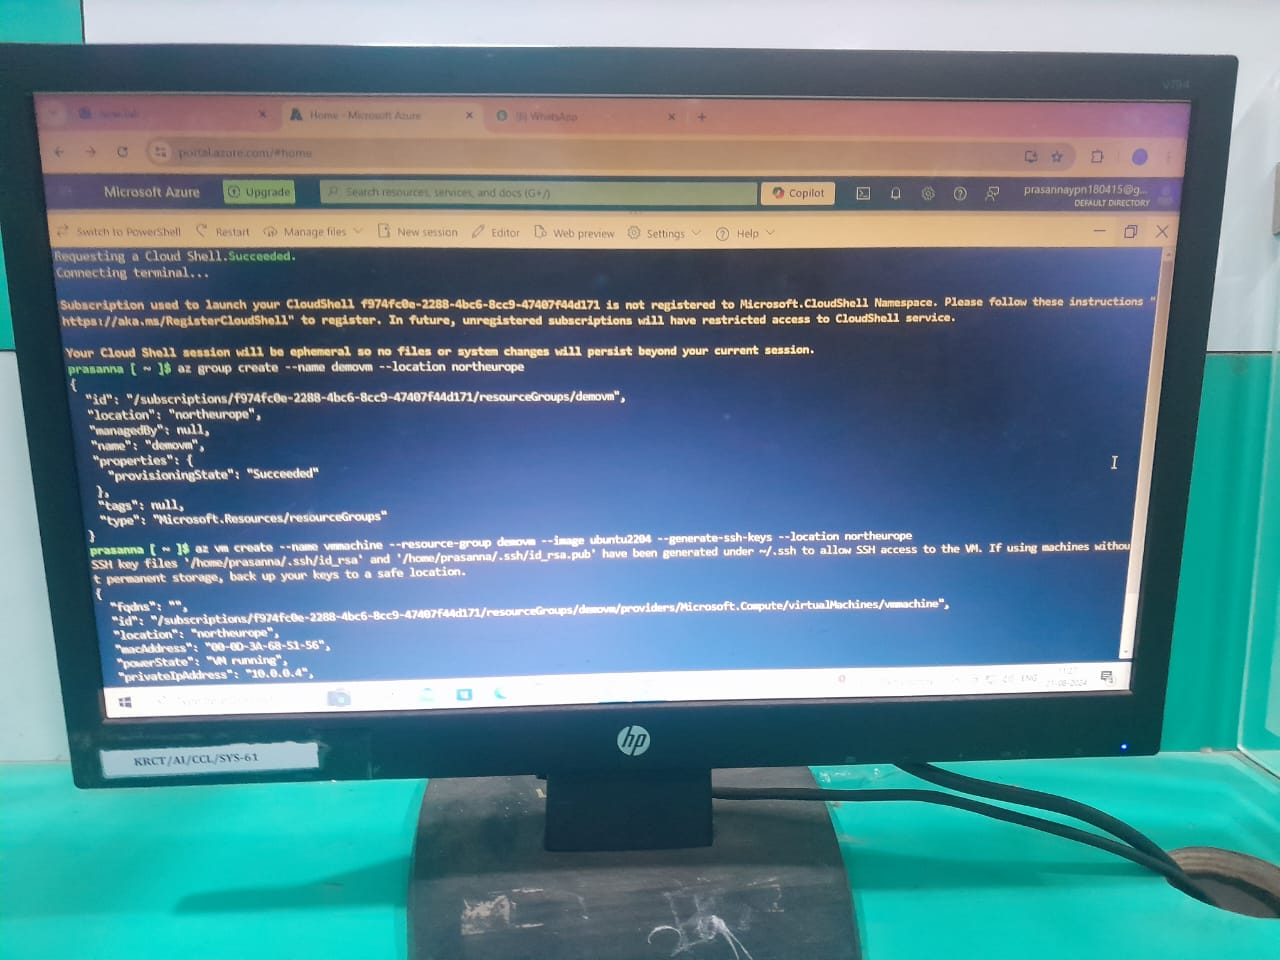 V194
Home - Microsoft Azure
(6) WhatsApp
portal.azure.com/#home
Microsoft Azure
Upgrade
Search resources, services, and docs (G+/)
Copilot
prasannaypn180415@g...
DEFAULT DIRECTORY
Switch to PowerShell
Restart
Manage files
New session
Editor
Web preview
Settings
Help
Requesting a Cloud Shell.Succeeded.
Connecting terminal...
Subscription used to launch your CloudShell f974fc0e-2288-4bc6-8cc9-47407f44d171 is not registered to Microsoft.CloudShell Namespace. Please follow these instructions "
https://aka.ms/RegisterCloudShell" to register. In future, unregistered subscriptions will have restricted access to CloudShell service.
Your Cloud Shell session will be ephemeral so no files or system changes will persist beyond your current session.
prasanna [ ~ ]$ az group create --name demovm --location northeurope
{
"id": "/subscriptions/f974fc0e-2288-4bc6-8cc9-47407f44d171/resourceGroups/demovm",
"location": "northeurope",
"managedBy": null,
"name": "demovm",
"properties": {
"provisioningState": "Succeeded"
},
"tags": null,
"type": "Microsoft.Resources/resourceGroups"
}
prasanna [ ~ ]$ az vm create --name vmmachine --resource-group demovm --image ubuntu2204 --generate-ssh-keys --location northeurope
SSH key files '/home/prasanna/.ssh/id_rsa' and '/home/prasanna/.ssh/id_rsa.pub' have been generated under ~/.ssh to allow SSH access to the VM. If using machines withou
t permanent storage, back up your keys to a safe location.
{
"fqdns": "",
"id": "/subscriptions/f974fc0e-2288-4bc6-8cc9-47407f44d171/resourceGroups/demovm/providers/Microsoft.Compute/virtualMachines/vmmachine",
"location": "northeurope",
"macAddress": "00-0D-3A-68-51-56",
"powerState": "VM running",
"privateIpAddress": "10.0.0.4",
ENG
hp
KRCT/AI/CCL/SYS-61